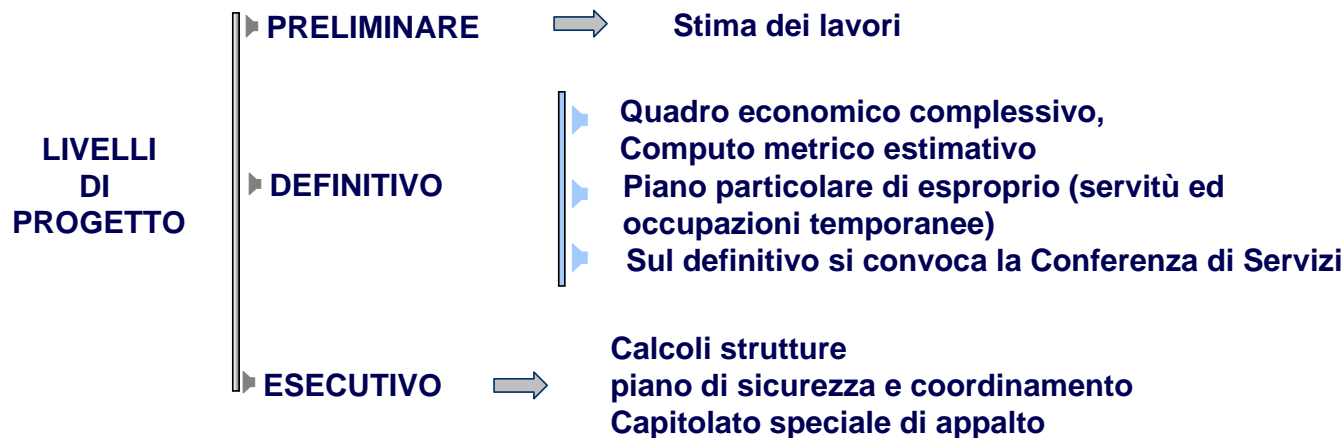 LIVELLI
DI
PROGETTO
PRELIMINARE
Stima dei lavori
DEFINITIVO
Quadro economico complessivo,
Computo metrico estimativo
Piano particolare di esproprio (servitù ed
occupazioni temporanee)
Sul definitivo si convoca la Conferenza di Servizi
ESECUTIVO
Calcoli strutture
piano di sicurezza e coordinamento
Capitolato speciale di appalto